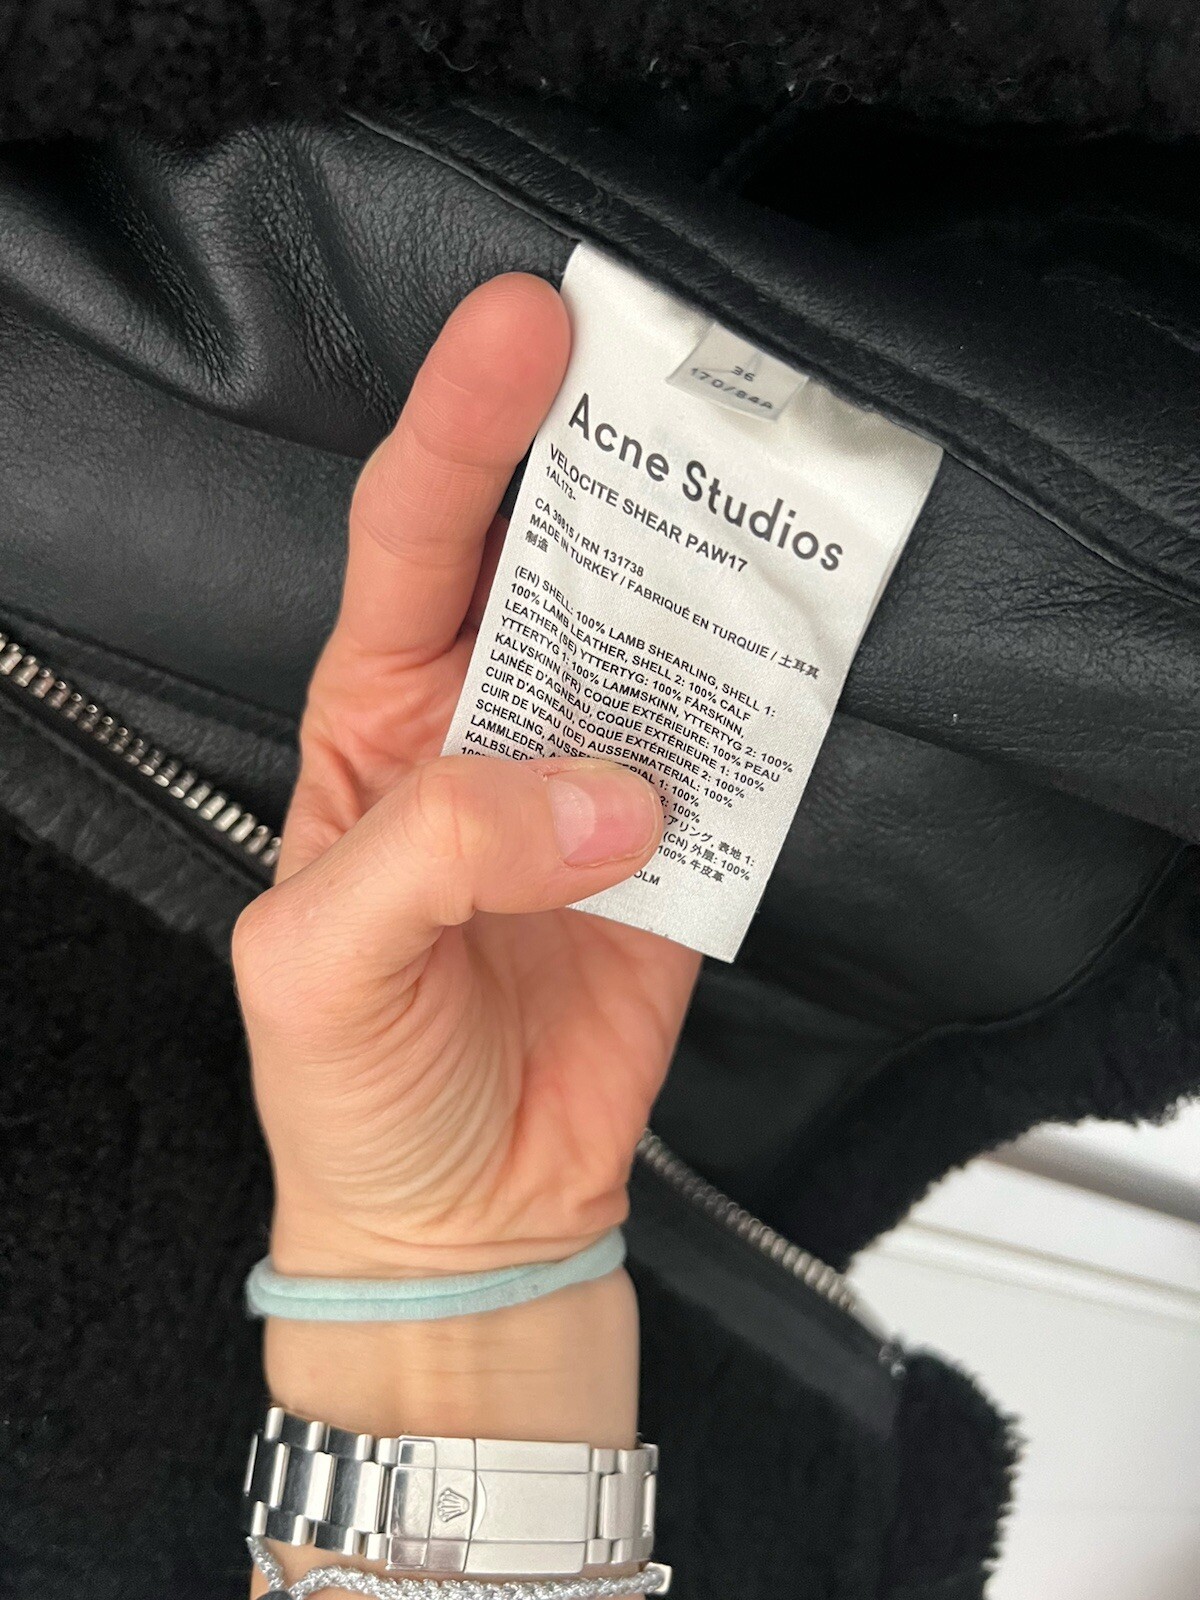 36
170/84A
Acne Studios
VELOCITE SHEAR PAW17
1AL173-
CA 39815 / RN 131738
MADE IN TURKEY / FABRIQUÉ EN TURQUIE / 土耳其
制造
(EN) SHELL: 100% LAMB SHEARLING, SHELL 1:
100% LAMB LEATHER, SHELL 2: 100% CALF
LEATHER (SE) YTTERTYG: 100% FÅRSKINN,
YTTERTYG 1: 100% LAMMSKINN, YTTERTYG 2: 100%
KALVSKINN (FR) COQUE EXTÉRIEURE: 100% PEAU
LAINÉE D'AGNEAU, COQUE EXTÉRIEURE 1: 100%
CUIR D'AGNEAU, COQUE EXTÉRIEURE 2: 100%
CUIR DE VEAU (DE) AUSSENMATERIAL: 100%
SCHERLING, 1: 100%
LAMMLEDER, 100%
表地 1:
(CN) 外层: 100%
100% 牛皮革